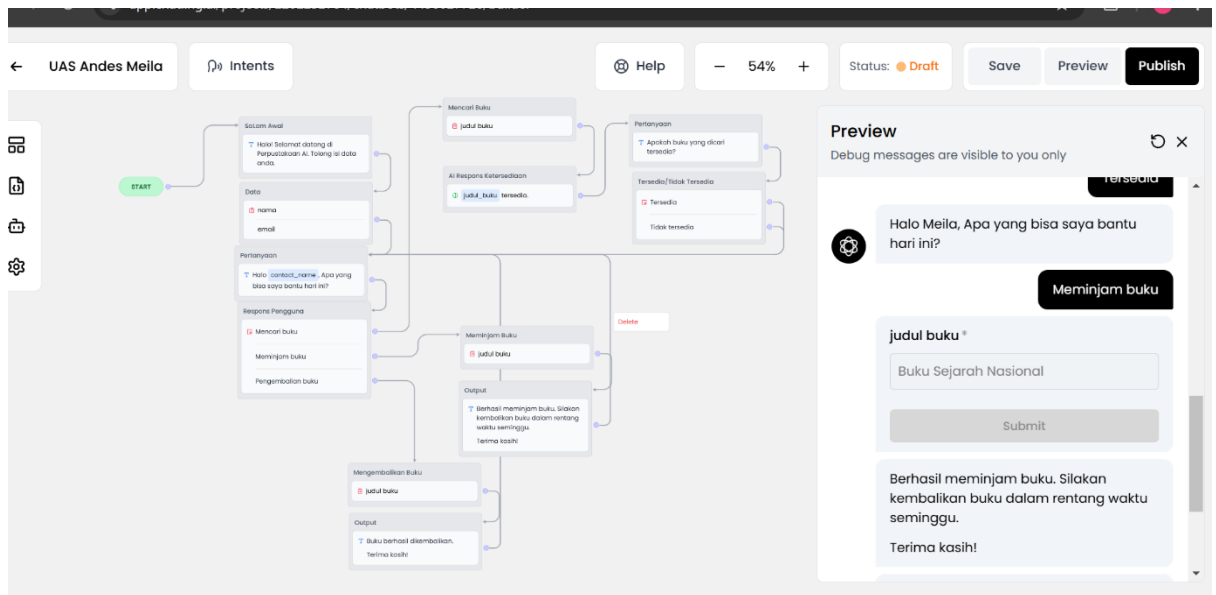 UAS Andes Meila
Intents
Help
54%
Status: Draft
Save
Preview
Publish
START
SaLam Awal
Halo! Selamat datang di
Perpustakaan AI. Tolong isi data
anda.
Data
nama
email
Pertanyaan
Halo contact_name, Apa yang
bisa saya bantu hari ini?
Respons Pengguna
Mencari buku
Meminjam buku
Pengembalian buku
Mencari Buku
judul buku
AI Respons Ketersediaan
judul_buku tersedia.
Pertanyaan
Apakah buku yang dicari
tersedia?
Tersedia/Tidak Tersedia
Tersedia
Tidak tersedia
Delete
Meminjam Buku
judul buku
Output
Berhasil meminjam buku. Silakan
kembalikan buku dalam rentang
waktu seminggu.
Terima kasih!
Mengembalikan Buku
judul buku
Output
Buku berhasil dikembalikan.
Terima kasih!
Preview
Debug messages are visible to you
only
Tersedia
Halo Meila, Apa yang bisa saya bantu
hari ini?
Meminjam buku
judul buku *
Buku Sejarah Nasional
Submit
Berhasil meminjam buku. Silakan
kembalikan buku dalam rentang waktu
seminggu.
Terima kasih!